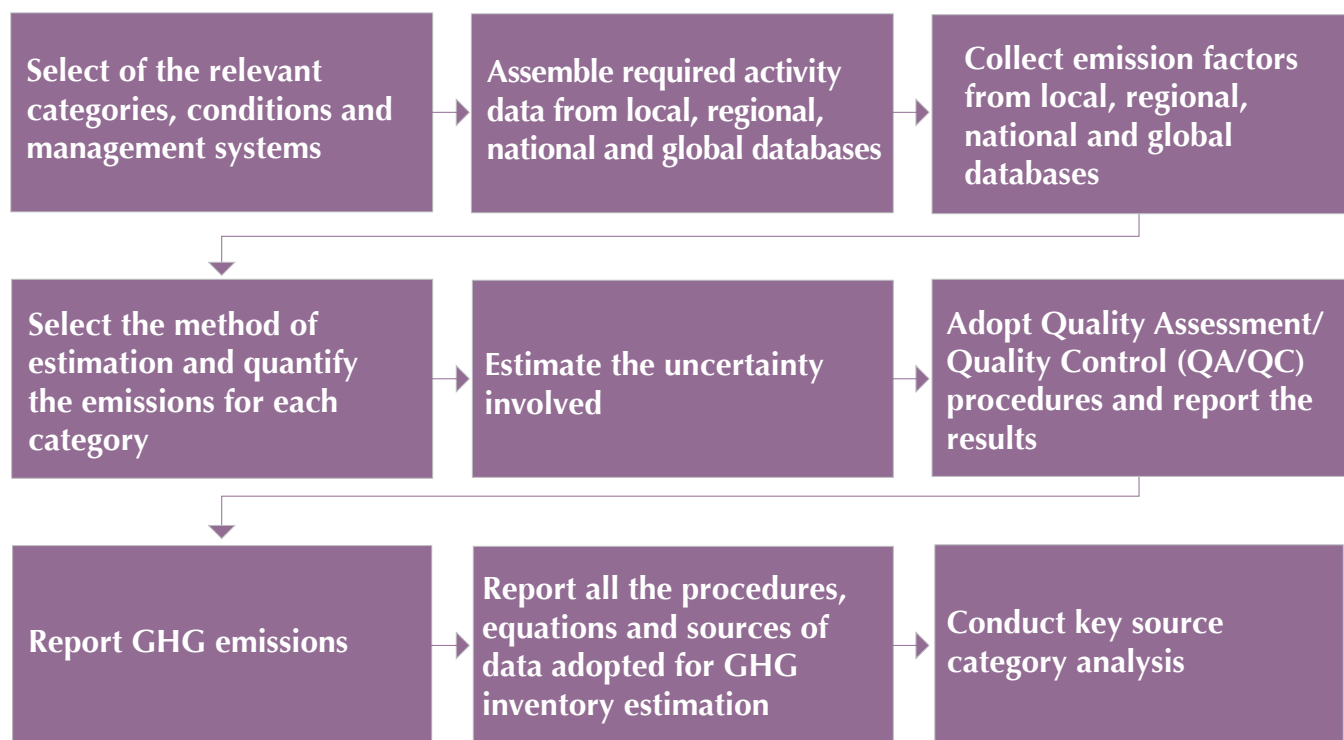 Select of the relevant
categories, conditions and
management systems
Assemble required activity
data from local, regional,
national and global databases
Collect emission factors
from local, regional,
national and global
databases
Select the method of
estimation and quantify
the emissions for each
category
Estimate the uncertainty
involved
Adopt Quality Assessment/
Quality Control (QA/QC)
procedures and report the
results
Report GHG emissions
Report all the procedures,
equations and sources of
data adopted for GHG
inventory estimation
Conduct key source
category analysis